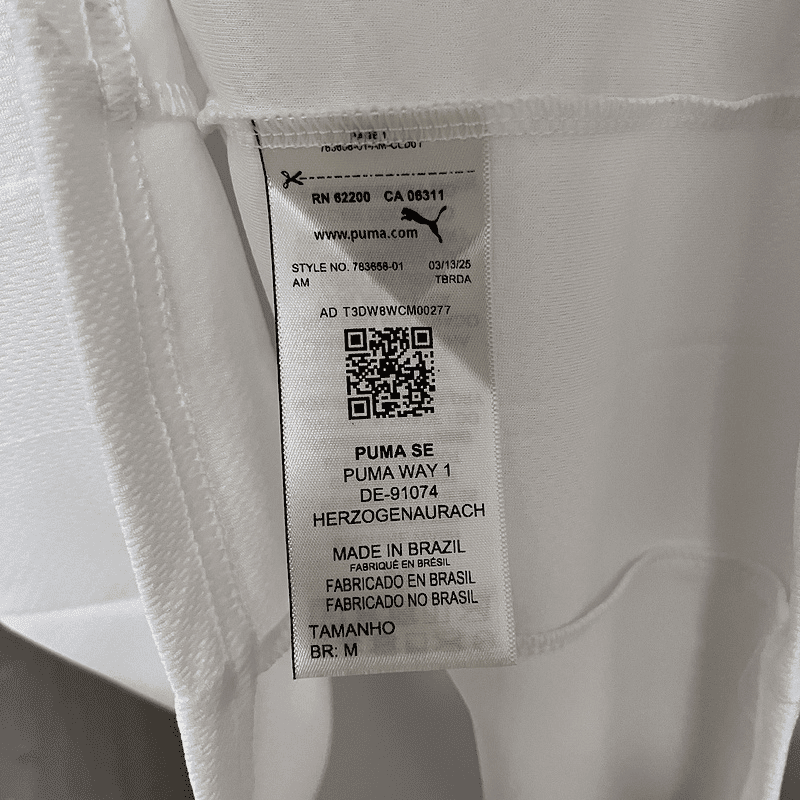 RN 62200 CA 06311
www.puma.com
STYLE NO. 783658-01 03/13/25
AM TBRDA
AD T3DW8WCM00277
PUMA SE
PUMA WAY 1
DE-91074
HERZOGENAURACH
MADE IN BRAZIL
FABRIQUÉ EN BRÉSIL
FABRICADO EN BRASIL
FABRICADO NO BRASIL
TAMANHO
BR: M